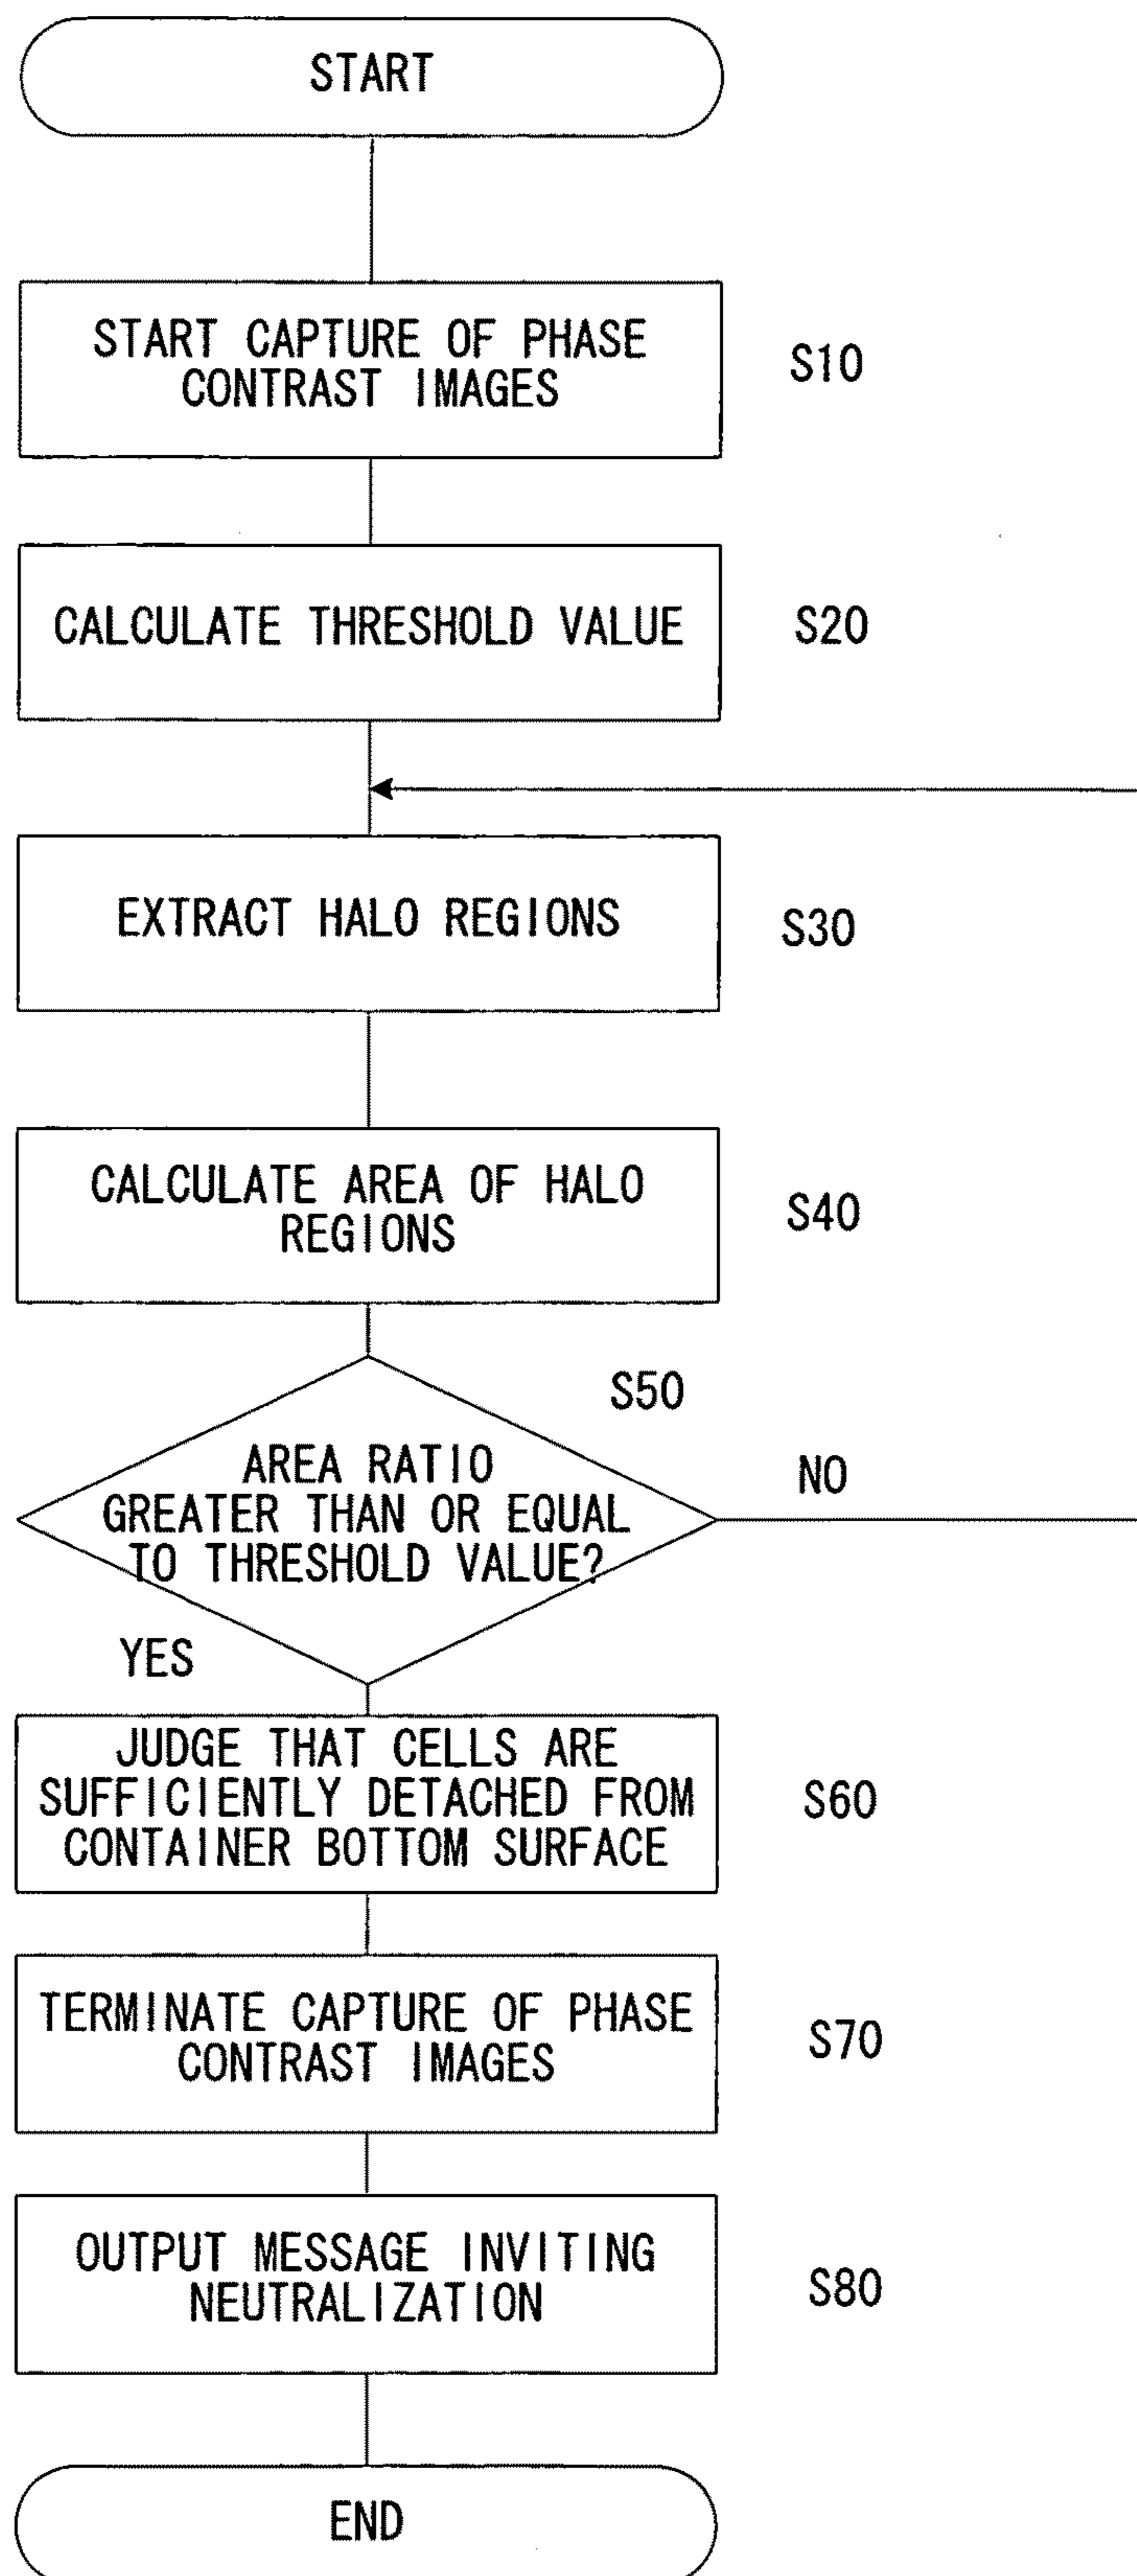 START
START CAPTURE OF PHASE
CONTRAST IMAGES
S10
CALCULATE THRESHOLD VALUE
S20
EXTRACT HALO REGIONS
S30
CALCULATE AREA OF HALO
REGIONS
S40
S50
AREA RATIO
GREATER THAN OR EQUAL
TO THRESHOLD VALUE?
NO
YES
JUDGE THAT CELLS ARE
SUFFICIENTLY DETACHED FROM
CONTAINER BOTTOM SURFACE
S60
TERMINATE CAPTURE OF PHASE
CONTRAST IMAGES
S70
OUTPUT MESSAGE INVITING
NEUTRALIZATION
S80
END